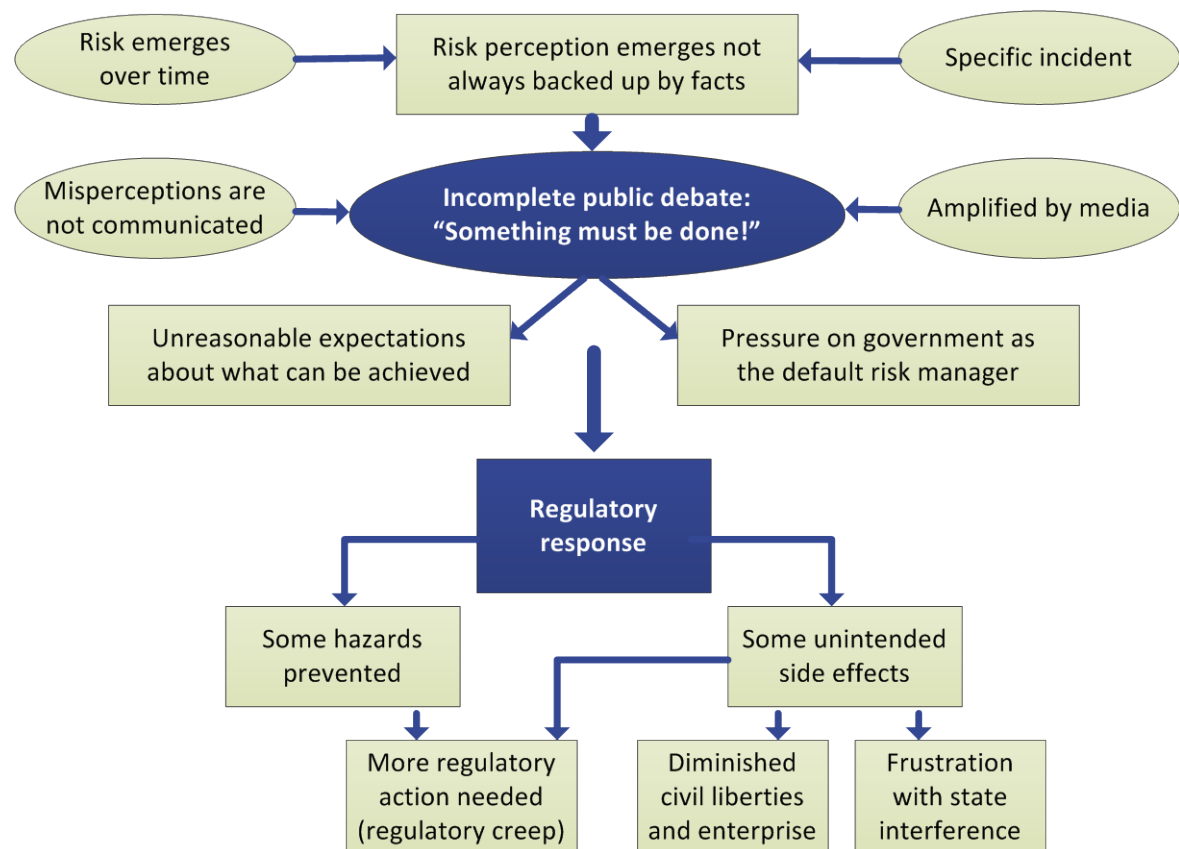 Risk emerges
over time
Risk perception emerges not
always backed up by facts
Specific incident
Misperceptions are
not communicated
Incomplete public debate:
“Something must be done!”
Amplified by media
Unreasonable expectations
about what can be achieved
Pressure on government as
the default risk manager
Regulatory
response
Some hazards
prevented
Some unintended
side effects
More regulatory
action needed
(regulatory creep)
Diminished
civil liberties
and enterprise
Frustration
with state
interference